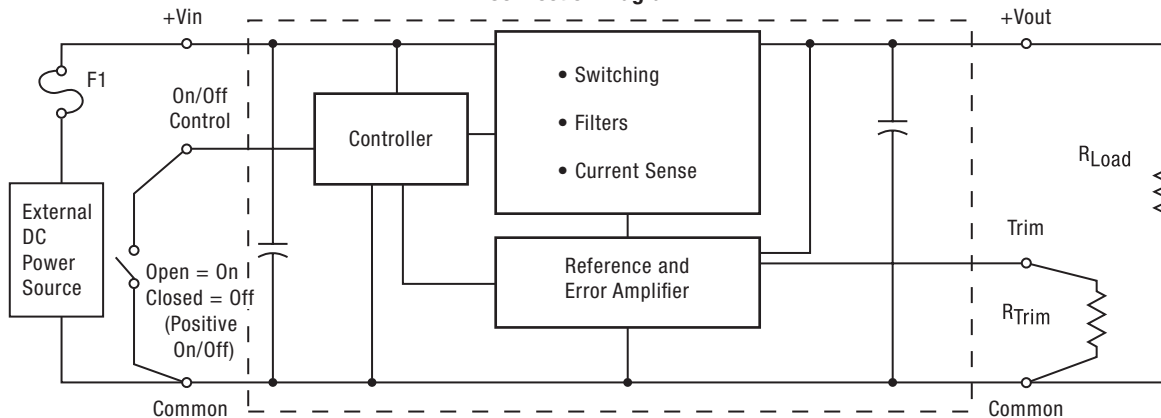 +Vin
+Vout
F1
On/Off
Control
Controller
• Switching
• Filters
• Current Sense
RLoad
External
DC
Power
Source
Open = On
Closed = Off
(Positive
On/Off)
Reference and
Error Amplifier
Trim
RTrim
Common
Common